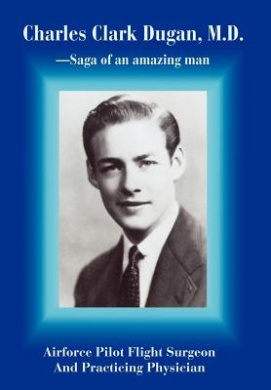 Charles Clark Dugan, M.D.
—Saga of an amazing man
Airforce Pilot Flight Surgeon
And Practicing Physician